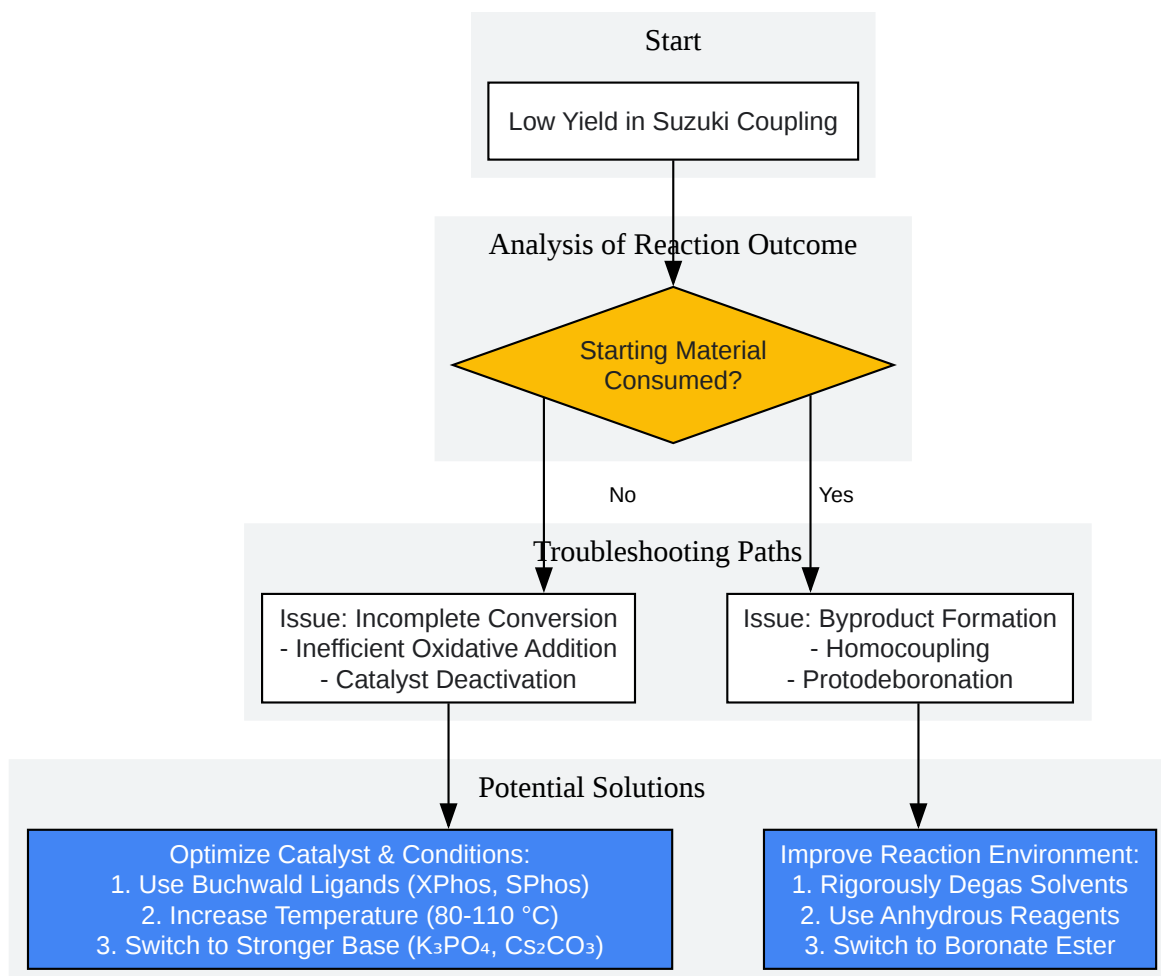 Start
Low Yield in Suzuki Coupling
Analysis of Reaction Outcome
Starting Material
Consumed?
No
Yes
Troubleshooting Paths
Issue: Incomplete Conversion
- Inefficient Oxidative Addition
- Catalyst Deactivation
Issue: Byproduct Formation
- Homocoupling
- Protodeboronation
Potential Solutions
Optimize Catalyst & Conditions:
1. Use Buchwald Ligands (XPhos, SPhos)
2. Increase Temperature (80-110 °C)
3. Switch to Stronger Base (K₃PO₄, Cs₂CO₃)
Improve Reaction Environment:
1. Rigorously Degas Solvents
2. Use Anhydrous Reagents
3. Switch to Boronate Ester